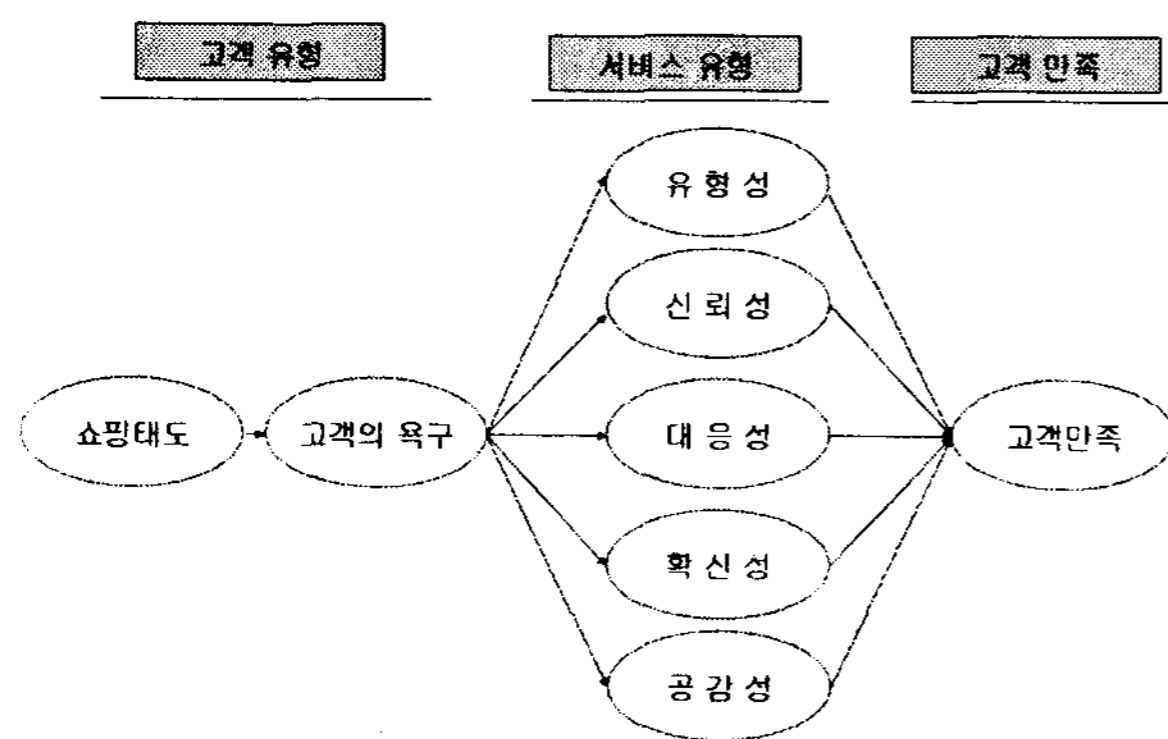 고객 유형
서비스 유형
고객 만족
유 형 성
신 뢰 성
쇼핑태도
고객의 욕구
대 응 성
고객만족
확 신 성
공 감 성